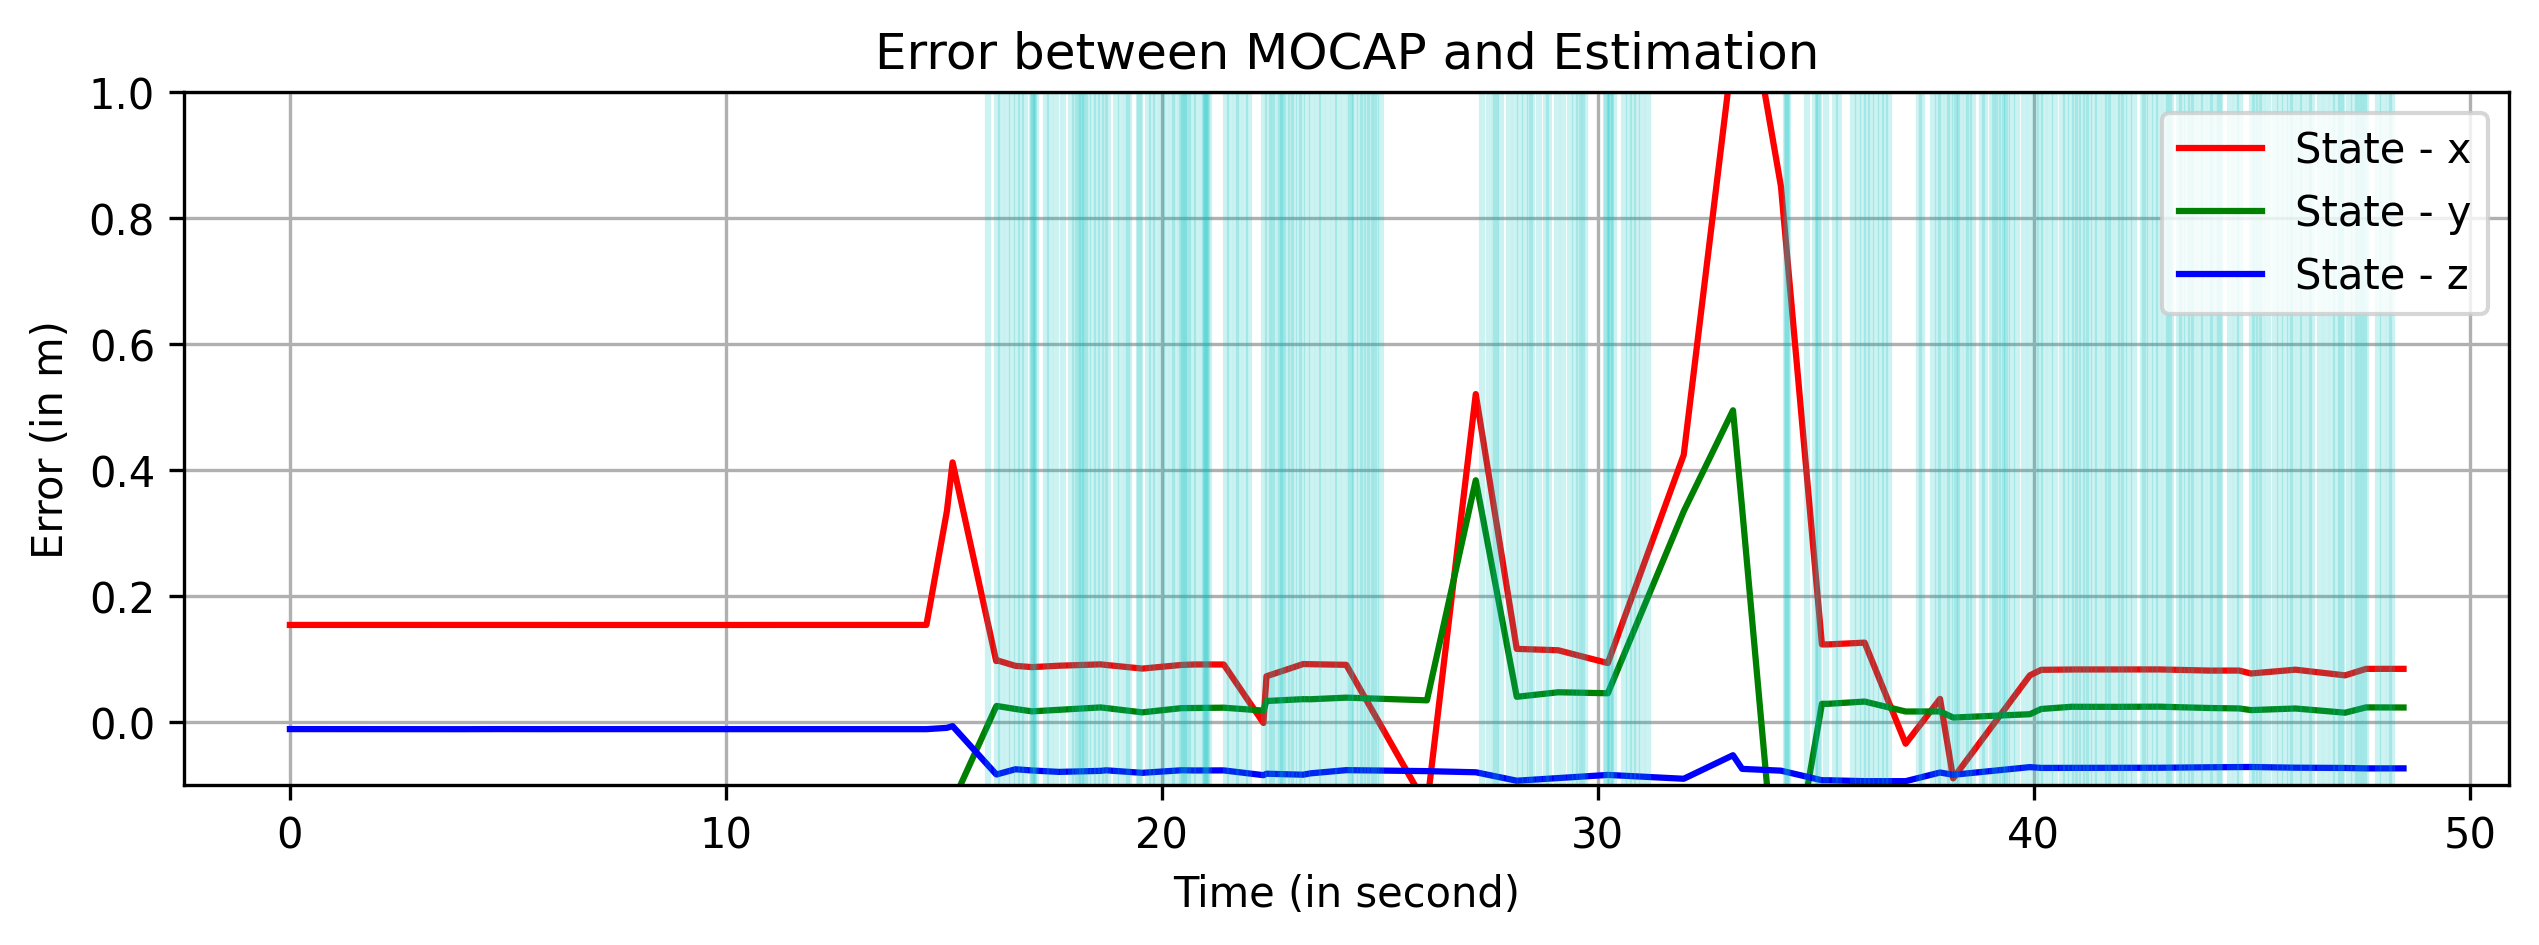 Error between MOCAP and Estimation
1.0
0.8
0.6
0.4
0.2
0.0
Error (in m)
State - x
State - y
State - z
0 10 20 30 40 50
Time (in second)